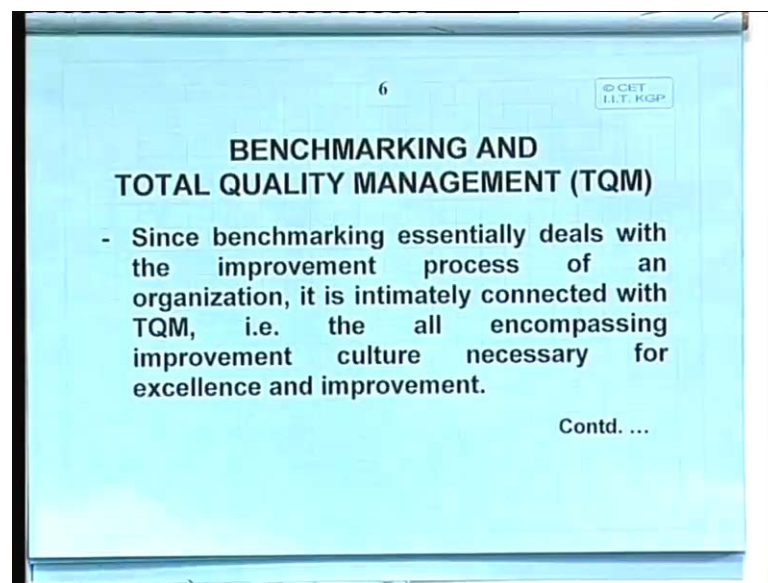 6
© CET
I.I.T. KGP
BENCHMARKING AND
TOTAL QUALITY MANAGEMENT (TQM)
- Since benchmarking essentially deals with
the improvement process of an
organization, it is intimately connected with
TQM, i.e. the all encompassing
improvement culture necessary for
excellence and improvement.
Contd. ...